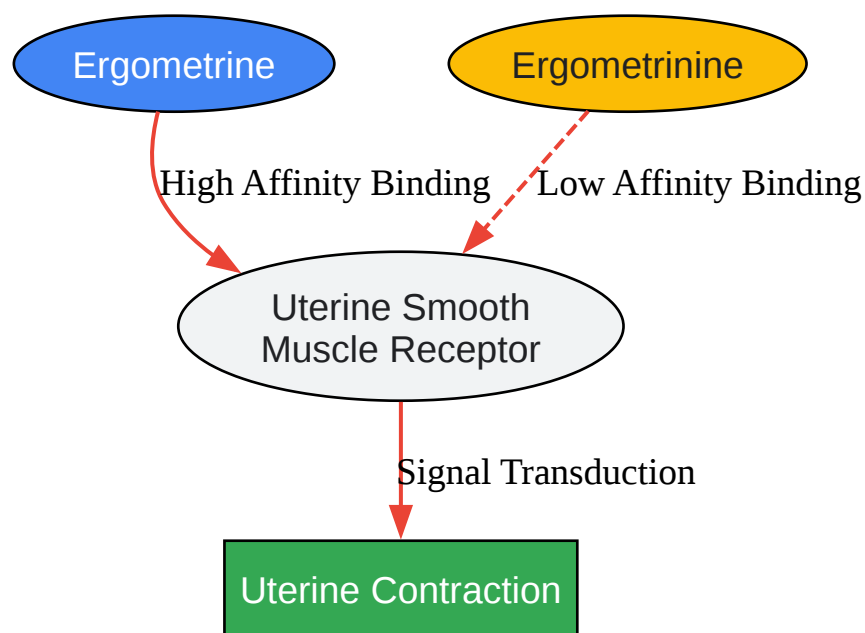 Ergometrine
Ergometrinine
High Affinity Binding
Low Affinity Binding
Uterine Smooth
Muscle Receptor
Signal Transduction
Uterine Contraction